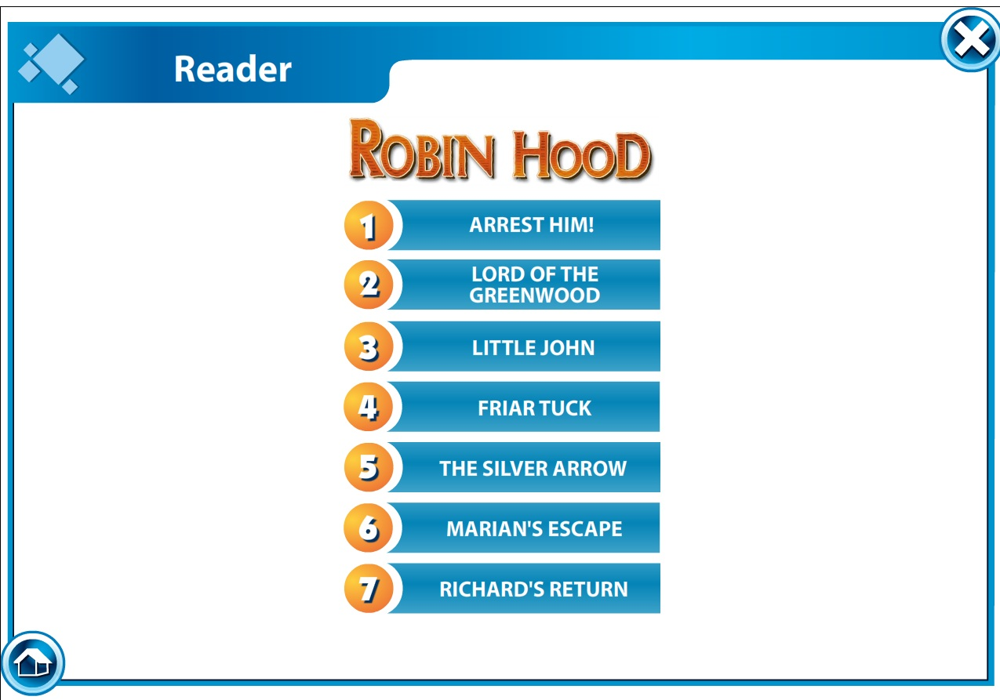 Reader
ROBIN HOOD
1 ARREST HIM!
2 LORD OF THE
GREENWOOD
3 LITTLE JOHN
4 FRIAR TUCK
5 THE SILVER ARROW
6 MARIAN'S ESCAPE
7 RICHARD'S RETURN